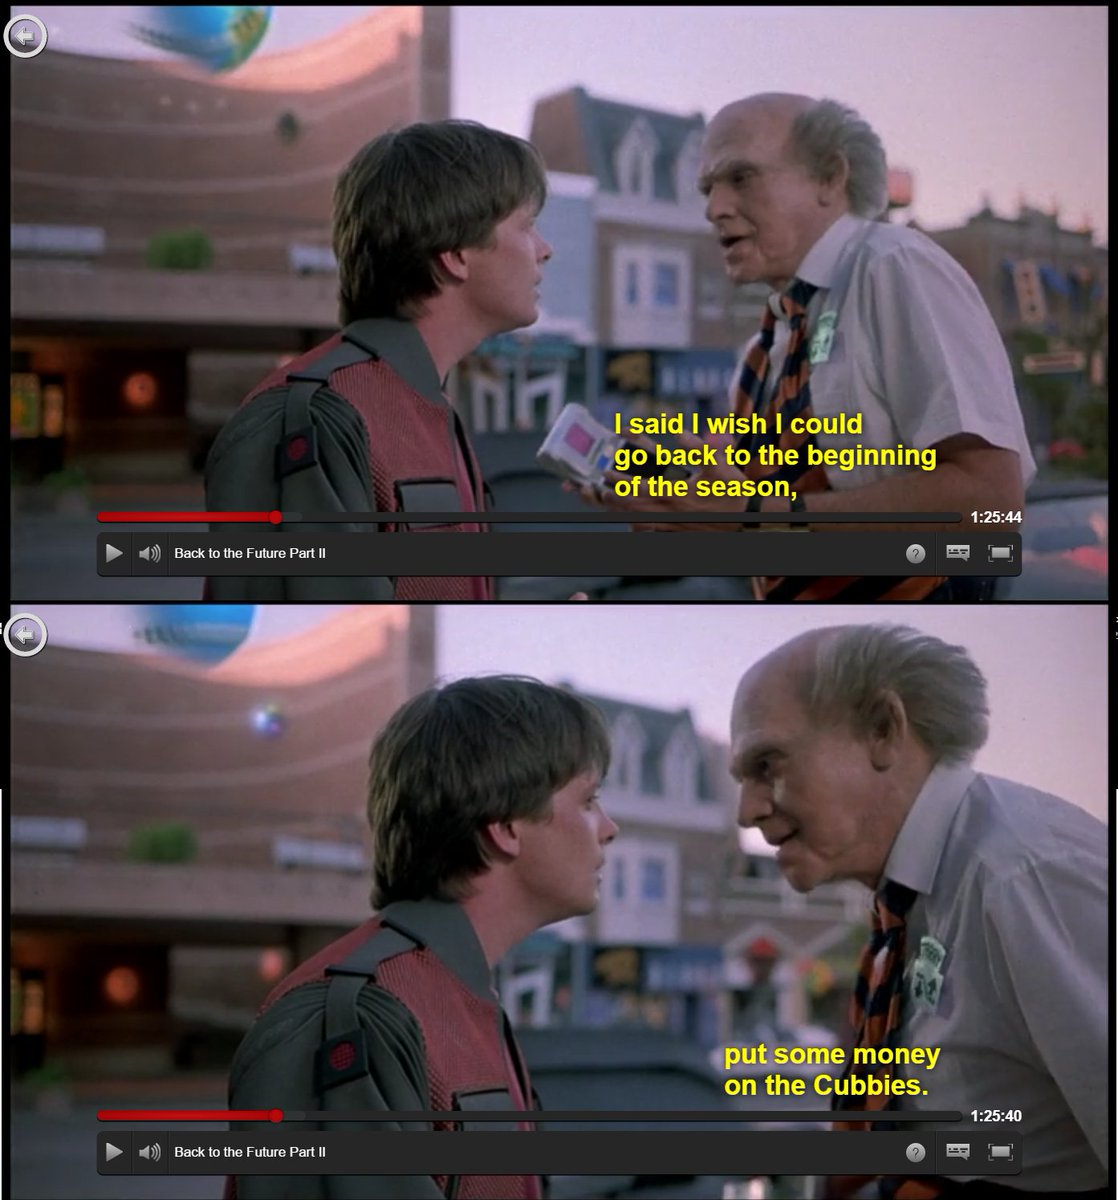 I said I wish I could
go back to the beginning
of the season,
1:25:44
Back to the Future Part II
?
put some money
on the Cubbies.
1:25:40
Back to the Future Part II
?